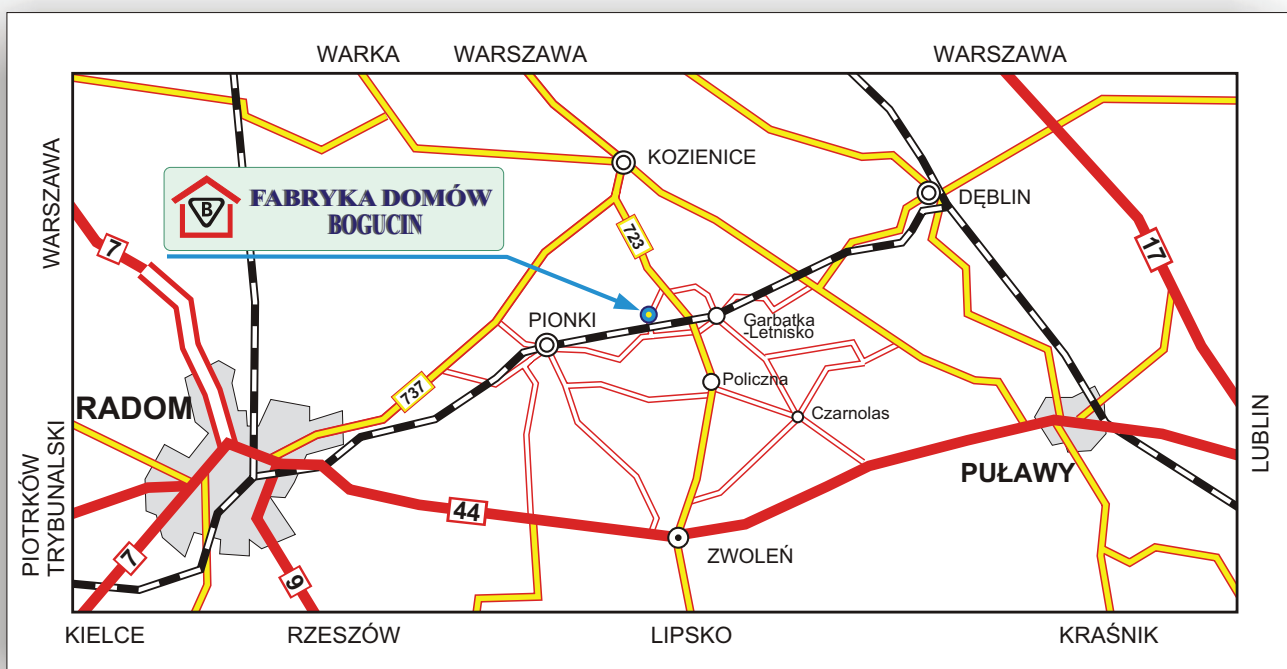 WARKA
WARSZAWA
WARSZAWA
WARSZAWA
KOZIENICE
B
FABRYKA DOMÓW
BOGUCIN
DĘBLIN
723
7
17
PIONKI
Garbatka
-Letnisko
Policzna
737
RADOM
Czarnolas
PIOTRKÓW
TRYBUNALSKI
LUBLIN
PUŁAWY
44
ZWOLEŃ
7
9
KIELCE
RZESZÓW
LIPSKO
KRAŚNIK